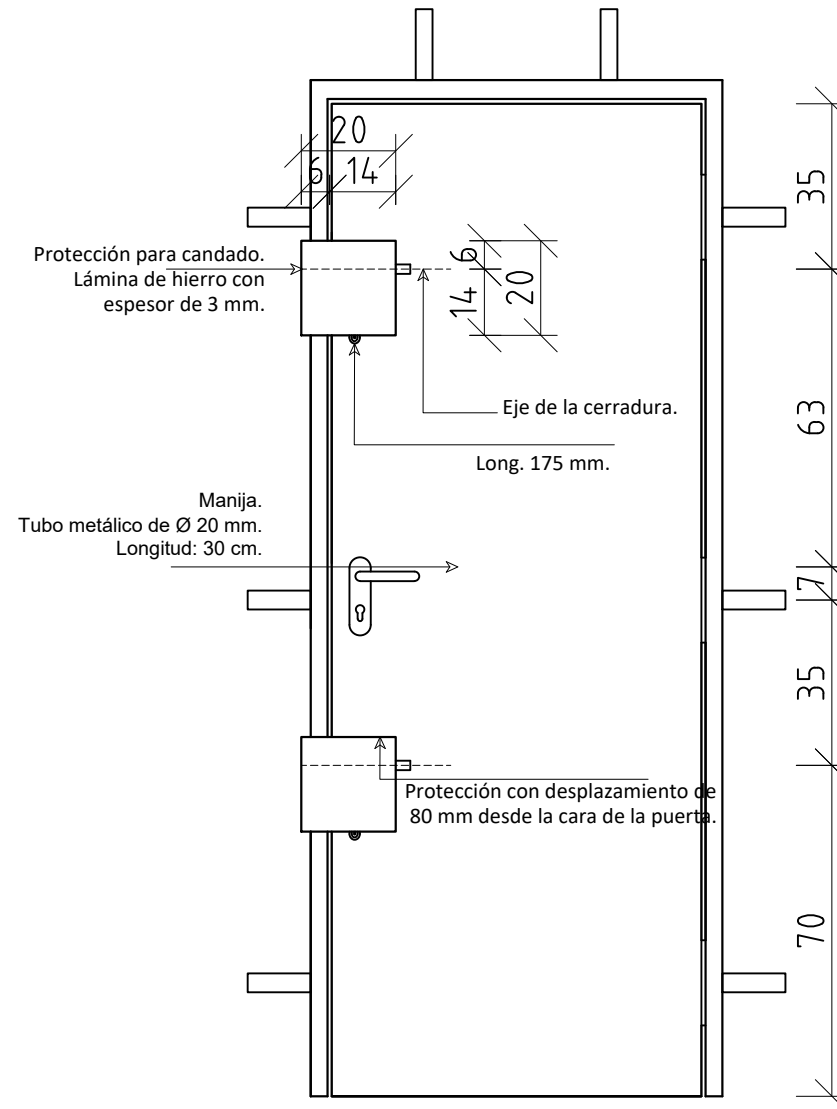 20
6 14
35
Protección para candado.
Lámina de hierro con
espesor de 3 mm.
6
14
20
63
Eje de la cerradura.
Long. 175 mm.
Manija.
Tubo metálico de Ø 20 mm.
Longitud: 30 cm.
7
35
Protección con desplazamiento de
80 mm desde la cara de la puerta.
70